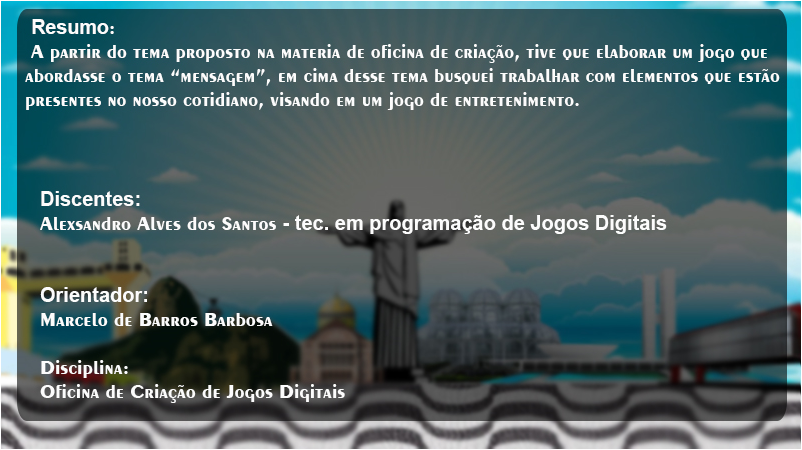 Resumo:
A partir do tema proposto na materia de oficina de criação, tive que elaborar um jogo que
abordasse o tema “mensagem”, em cima desse tema busquei trabalhar com elementos que estão
presentes no nosso cotidiano, visando em um jogo de entretenimento.
Discentes:
Alexsandro Alves dos Santos - tec. em programação de Jogos Digitais
Orientador:
Marcelo de Barros Barbosa
Disciplina:
Oficina de Criação de Jogos Digitais